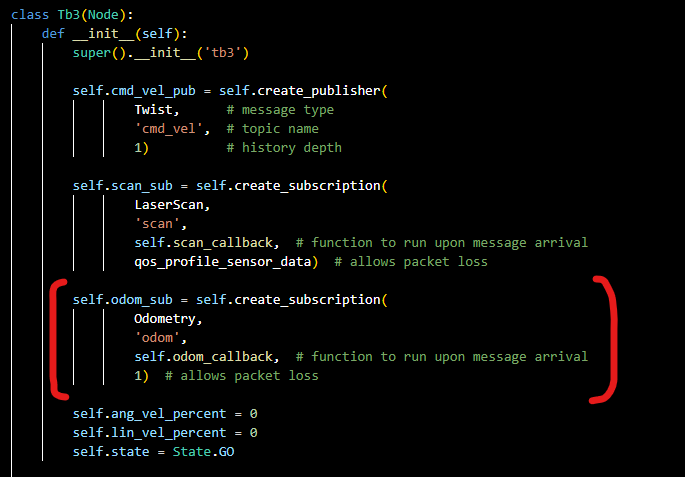 class Tb3(Node):
def __init__(self):
super().__init__('tb3')
self.cmd_vel_pub = self.create_publisher(
Twist,      # message type
'cmd_vel',  # topic name
1)          # history depth
self.scan_sub = self.create_subscription(
LaserScan,
'scan',
self.scan_callback,  # function to run upon message arrival
qos_profile_sensor_data)  # allows packet loss
self.odom_sub = self.create_subscription(
Odometry,
'odom',
self.odom_callback,  # function to run upon message arrival
1)  # allows packet loss
self.ang_vel_percent = 0
self.lin_vel_percent = 0
self.state = State.GO